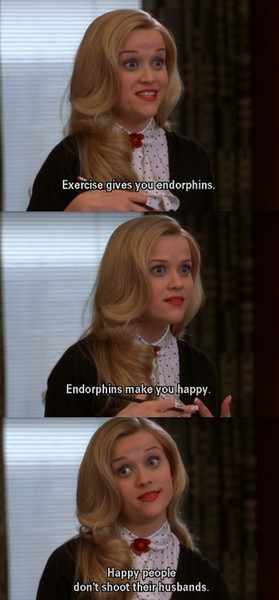 Exercise gives you endorphins.
Endorphins make you happy.
Happy people
don't shoot their husbands.